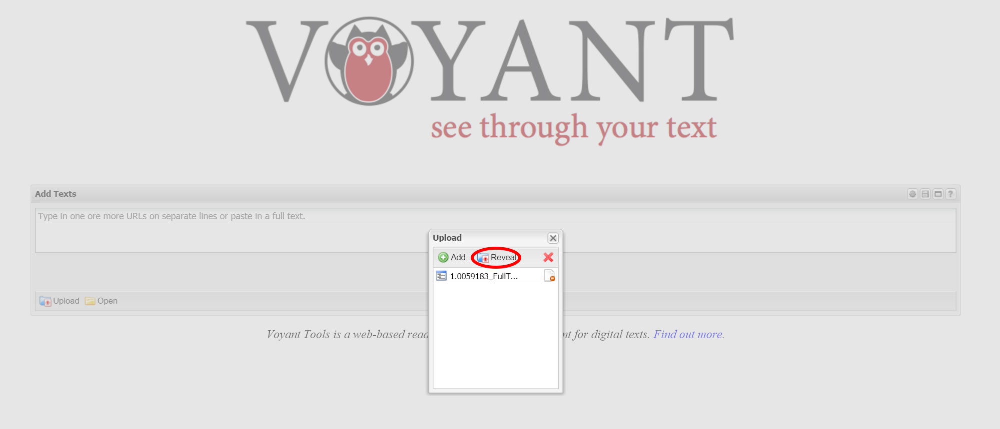 VOYANT
see through your text
Add Texts
?
Type in one ore more URLs on separate lines or paste in a full text.
Upload
Add... Reveal
1.0059183_FullT...
Upload Open
Voyant Tools is a web-based read nt for digital texts. Find out more.